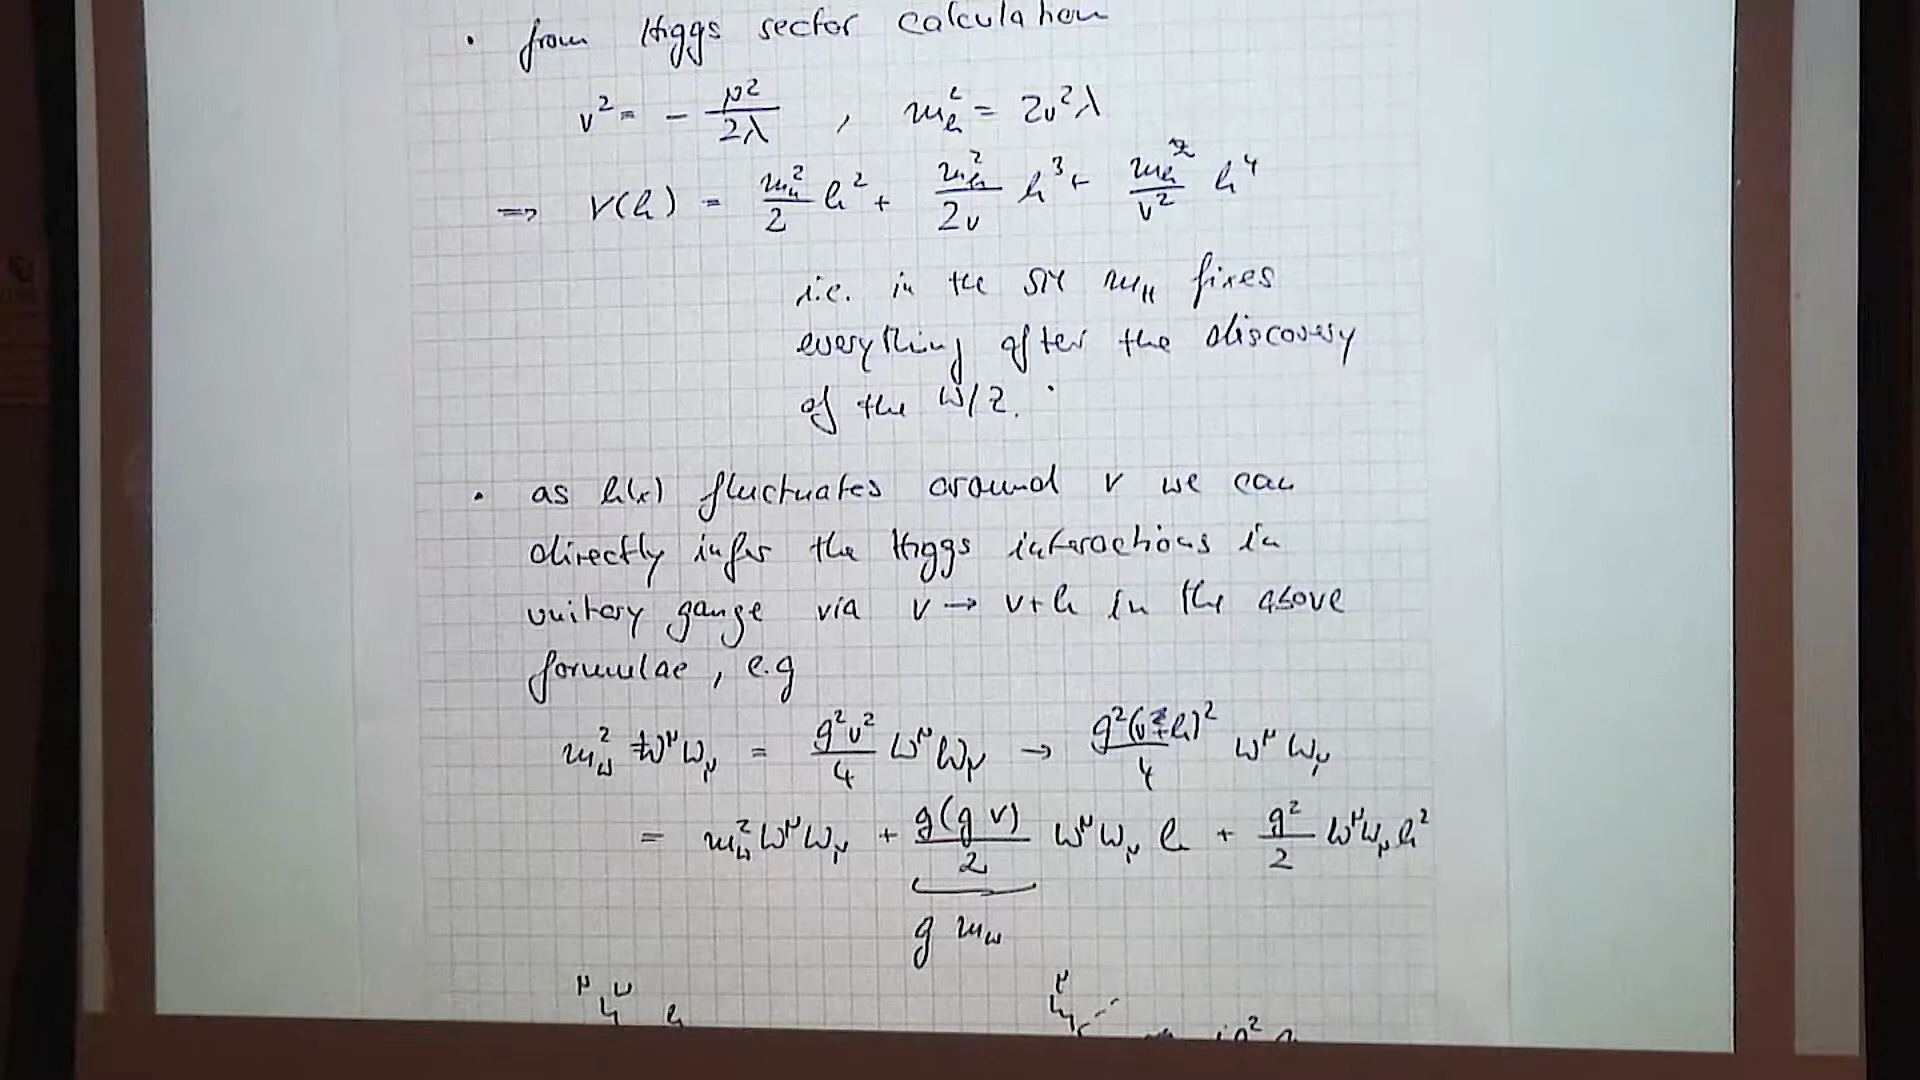 • from Higgs sector calculation
v² = - μ²/2λ , m_h² = 2v²λ
=> V(h) = m_h²/2 h² + m_h²/2v h³ + m_h²/v² h⁴
i.e. in the SM m_H fixes
everything after the discovery
of the W/Z.
• as h(x) fluctuates around v we can
directly infer the Higgs interactions in
unitary gauge via v → v+h in the above
formulae, e.g
m_W² W^μ W_μ = g²v²/4 W^μ W_μ → g²(v+h)²/4 W^μ W_μ
= m_W² W^μ W_μ + g(g v)/2 W^μ W_μ h + g²/2 W^μ W_μ h²
g m_W
μ ν h μ